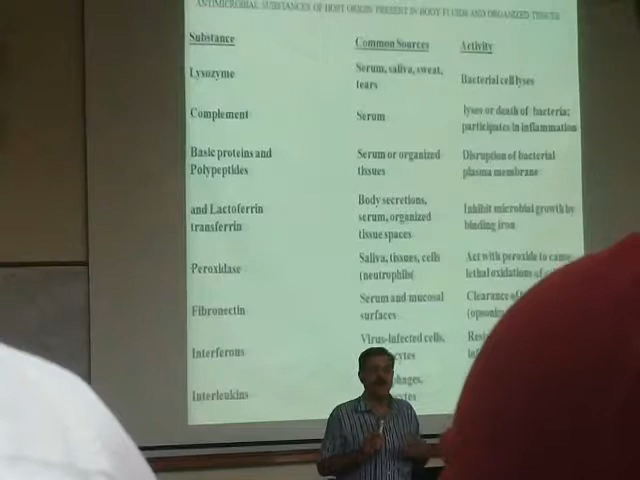 ANTIMICROBIAL SUBSTANCES OF HOST ORIGIN PRESENT IN BODY FLUIDS AND ORGANIZED TISSUES
Substance Common Sources Activity
Lysozyme Serum, saliva, sweat, tears Bacterial cell lyses
Complement Serum lyses or death of bacteria; participates in inflammation
Basic proteins and Polypeptides Serum or organized tissues Disruption of bacterial plasma membrane
and Lactoferrin transferrin Body secretions, serum, organized tissue spaces Inhibit microbial growth by binding iron
Peroxidase Saliva, tissues, cells (neutrophils( Act with peroxide to cause lethal oxidations of
Fibronectin Serum and mucosal surfaces Clearance of
Interferons Virus-infected cells,
Interleukins